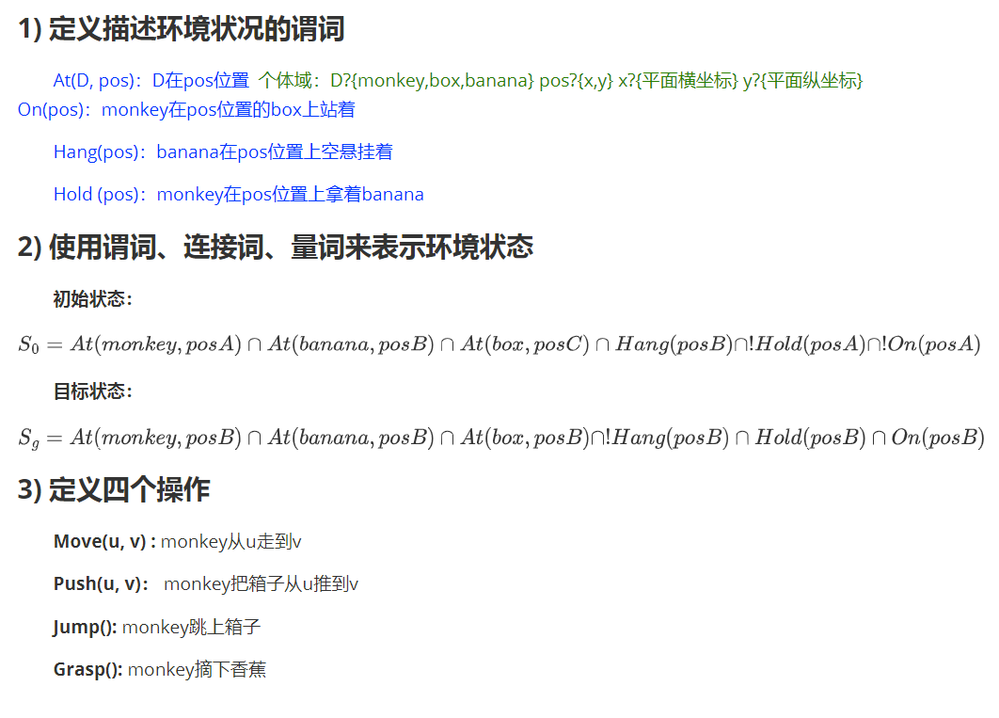 1) 定义描述环境状况的谓词
At(D, pos)：D在pos位置 个体域：D?{monkey,box,banana} pos?{x,y} x?{平面横坐标} y?{平面纵坐标}
On(pos)：monkey在pos位置的box上站着
Hang(pos)：banana在pos位置上空悬挂着
Hold (pos)：monkey在pos位置上拿着banana
2) 使用谓词、连接词、量词来表示环境状态
初始状态：
S₀ = At(monkey, posA) ∩ At(banana, posB) ∩ At(box, posC) ∩ Hang(posB)∩!Hold(posA)∩!On(posA)
目标状态：
S_g = At(monkey, posB) ∩ At(banana, posB) ∩ At(box, posB)∩!Hang(posB) ∩ Hold(posB) ∩ On(posB)
3) 定义四个操作
Move(u, v) : monkey从u走到v
Push(u, v)： monkey把箱子从u推到v
Jump(): monkey跳上箱子
Grasp(): monkey摘下香蕉